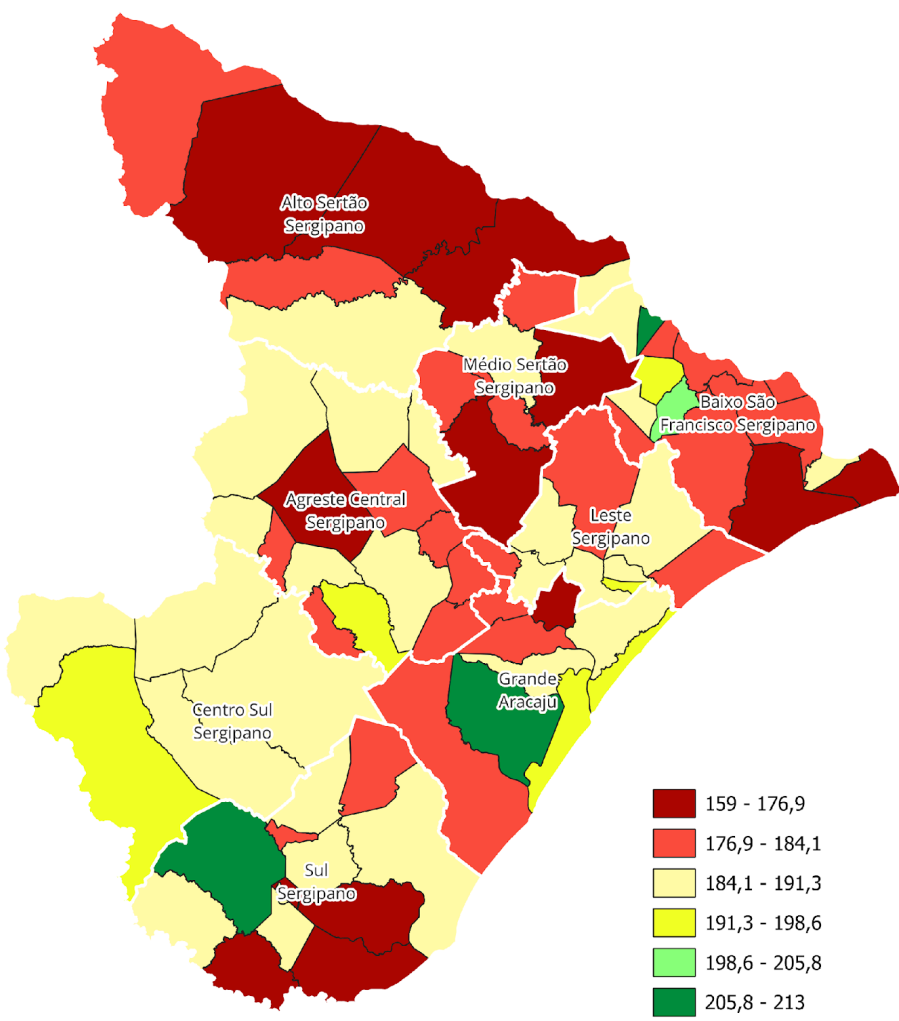 Alto Sertão
Sergipano
Médio Sertão
Sergipano
Baixo São
Francisco Sergipano
Agreste Central
Sergipano
Leste
Sergipano
Grande
Aracaju
Centro Sul
Sergipano
Sul
Sergipano
159 - 176,9
176,9 - 184,1
184,1 - 191,3
191,3 - 198,6
198,6 - 205,8
205,8 - 213